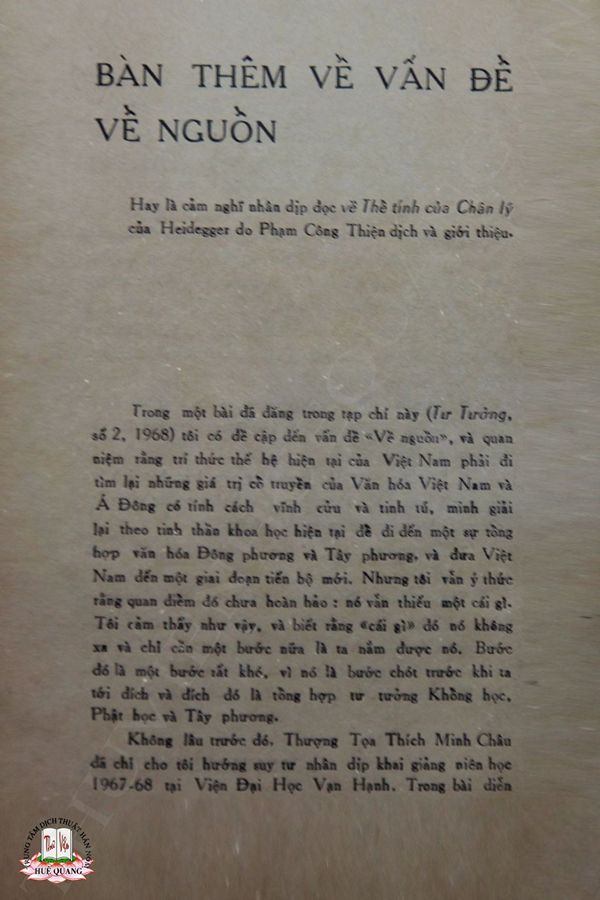 BÀN THÊM VỀ VẤN ĐỀ
VỀ NGUỒN
Hay là cảm nghĩ nhân dịp đọc về Thể tính của Chân lý
của Heidegger do Phạm Công Thiện dịch và giới thiệu.
Trong một bài đã đăng trong tạp chí này (Tư Tưởng,
số 2, 1968) tôi có đề cập đến vấn đề «Về nguồn», và quan
niệm rằng trí thức thế hệ hiện tại của Việt Nam phải đi
tìm lại những giá trị cổ truyền của Văn hóa Việt Nam và
Á Đông có tính cách vĩnh cửu và tinh tú, minh giải
lại theo tinh thần khoa học hiện tại để đi đến một sự tổng
hợp văn hóa Đông phương và Tây phương, và đưa Việt
Nam đến một giai đoạn tiến bộ mới. Nhưng tôi vẫn ý thức
rằng quan điểm đó chưa hoàn hảo : nó vẫn thiếu một cái gì.
Tôi cảm thấy như vậy, và biết rằng «cái gì» đó nó không
xa và chỉ cần một bước nữa là ta nắm được nó. Bước
đó là một bước rất khó, vì nó là bước chót trước khi ta
tới đích và đích đó là tổng hợp tư tưởng Khổng học,
Phật học và Tây phương.
Không lâu trước đó, Thượng Tọa Thích Minh Châu
đã chỉ cho tôi hướng suy tư nhân dịp khai giảng niên học
1967-68 tại Viện Đại Học Vạn Hạnh. Trong bài diễn
TRUNG TÂM DỊCH THUẬT HÁN NÔM
HUỆ QUANG